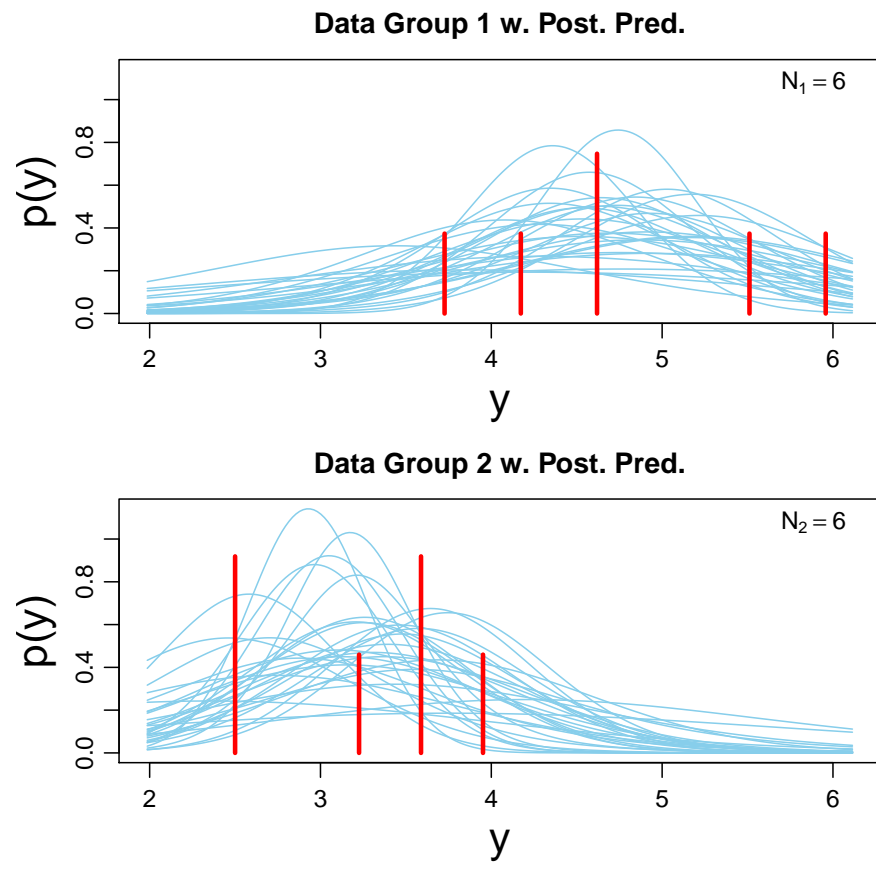 Data Group 1 w. Post. Pred.
N₁ = 6
p(y)
0.0 0.4 0.8
2 3 4 5 6
y
Data Group 2 w. Post. Pred.
N₂ = 6
p(y)
0.0 0.4 0.8
2 3 4 5 6
y